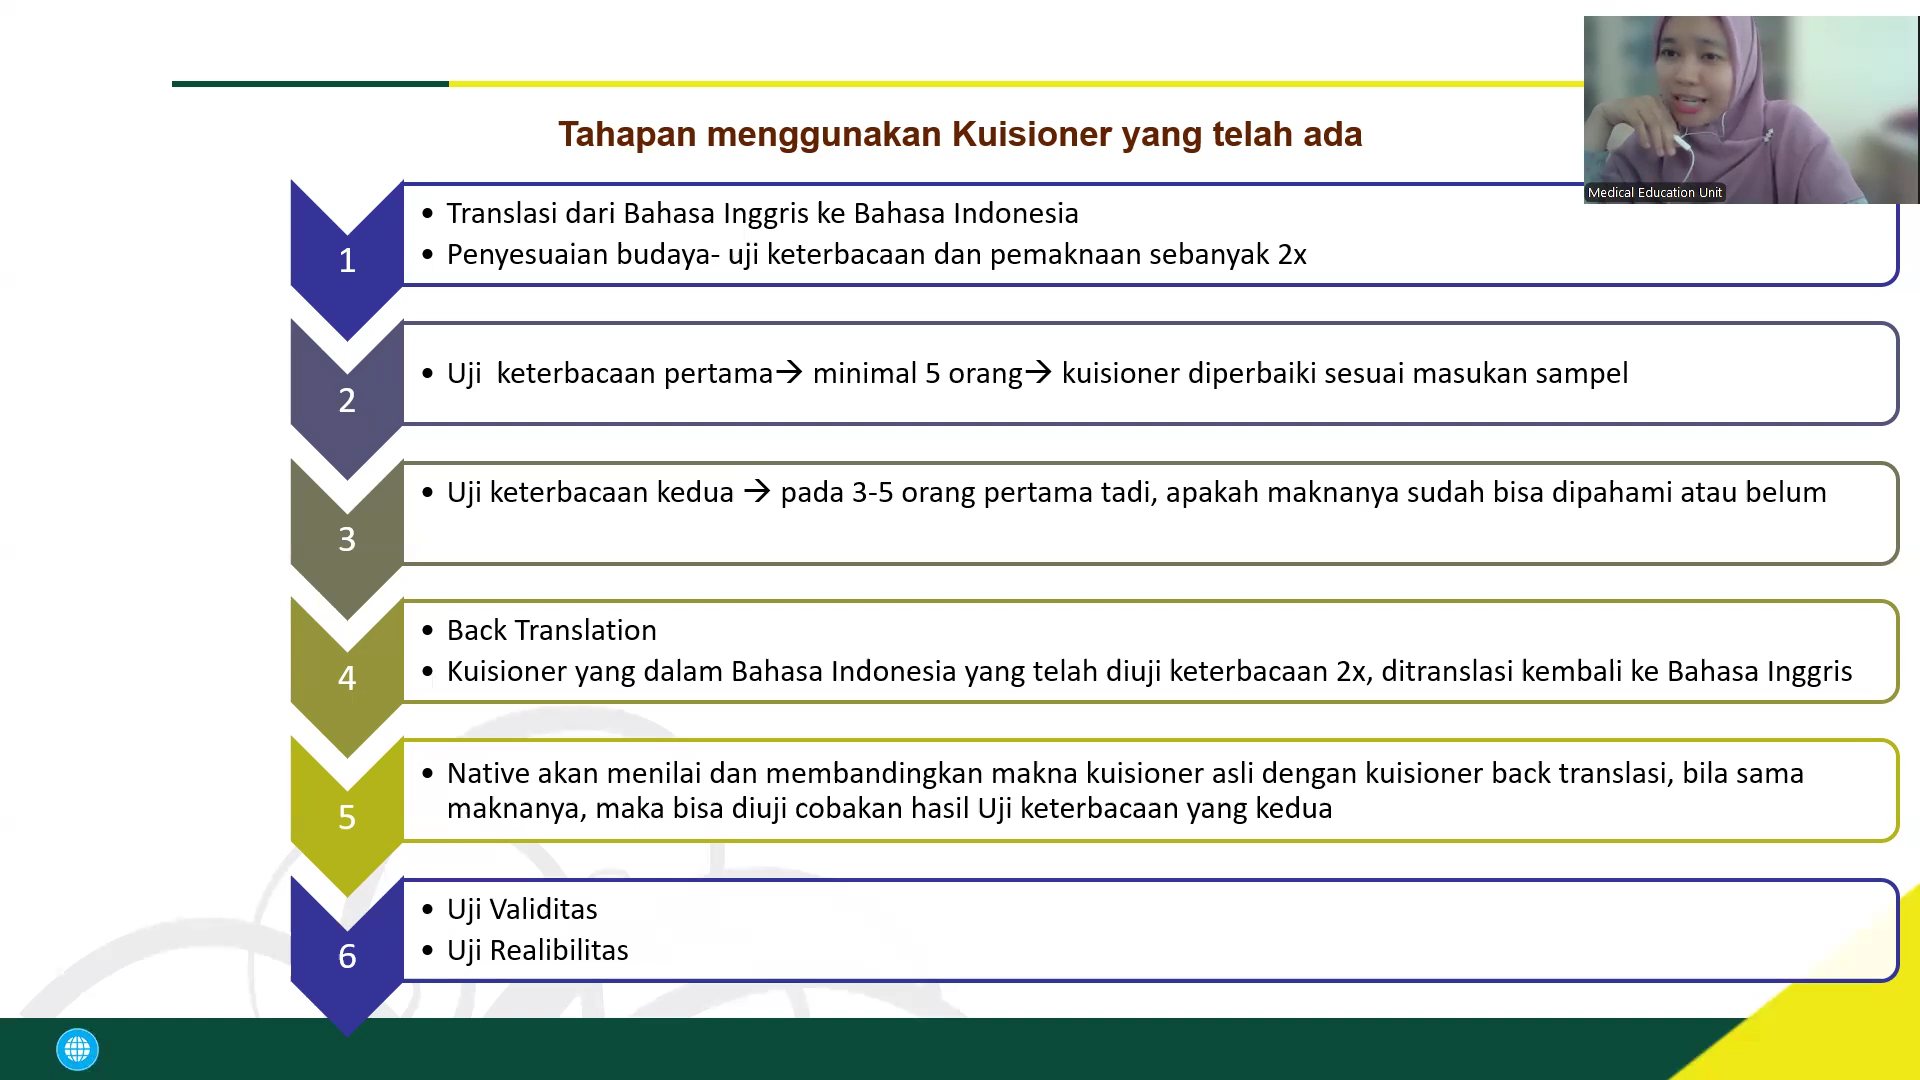 Tahapan menggunakan Kuisioner yang telah ada
Medical Education Unit
1
• Translasi dari Bahasa Inggris ke Bahasa Indonesia
• Penyesuaian budaya- uji keterbacaan dan pemaknaan sebanyak 2x
2
• Uji keterbacaan pertama→ minimal 5 orang→ kuisioner diperbaiki sesuai masukan sampel
3
• Uji keterbacaan kedua → pada 3-5 orang pertama tadi, apakah maknanya sudah bisa dipahami atau belum
4
• Back Translation
• Kuisioner yang dalam Bahasa Indonesia yang telah diuji keterbacaan 2x, ditranslasi kembali ke Bahasa Inggris
5
• Native akan menilai dan membandingkan makna kuisioner asli dengan kuisioner back translasi, bila sama
maknanya, maka bisa diuji cobakan hasil Uji keterbacaan yang kedua
6
• Uji Validitas
• Uji Realibilitas